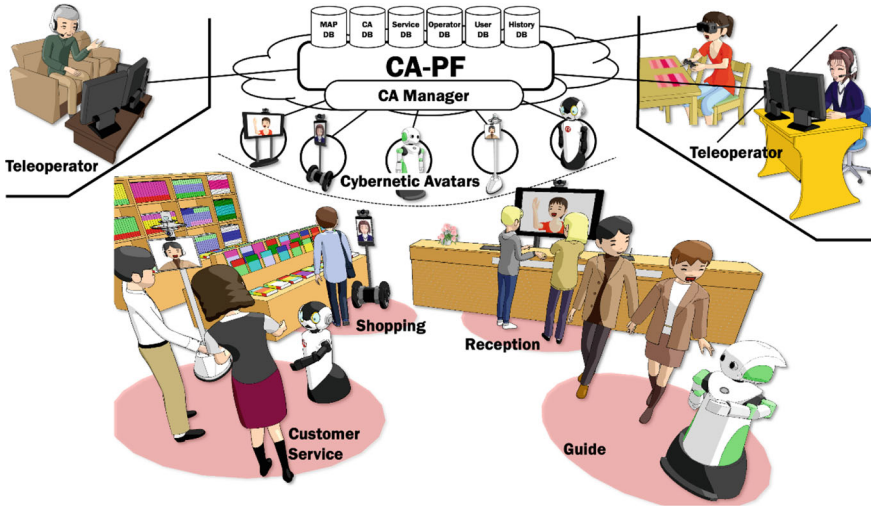 MAP
DB
CA
DB
Service
DB
Operator
DB
User
DB
History
DB
CA-PF
CA Manager
Teleoperator
Teleoperator
Cybernetic Avatars
Shopping
Reception
Customer
Service
Guide